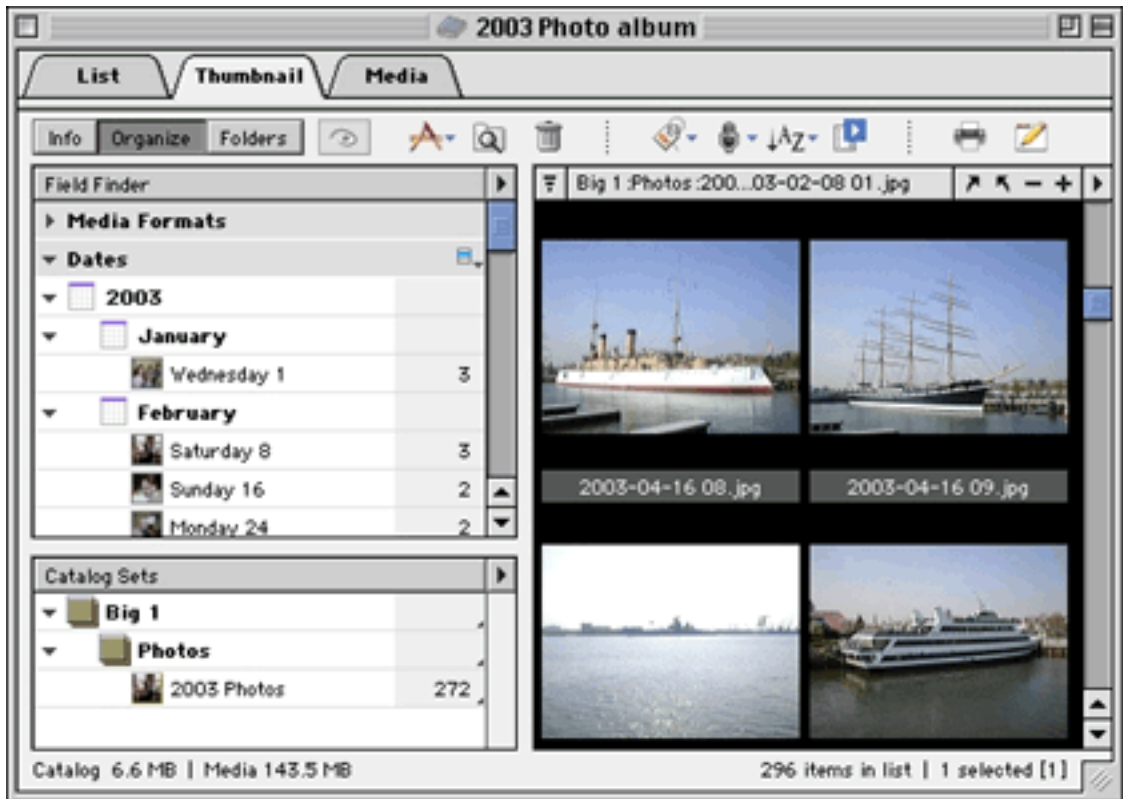 2003 Photo album
List Thumbnail Media
Info Organize Folders
Field Finder
Media Formats
Dates
2003
January
Wednesday 1 3
February
Saturday 8 3
Sunday 16 2
Monday 24 2
Catalog Sets
Big 1
Photos
2003 Photos 272
Big 1 :Photos :200...03-02-08 01.jpg
2003-04-16 08.jpg 2003-04-16 09.jpg
Catalog 6.6 MB | Media 143.5 MB
296 items in list | 1 selected [1]